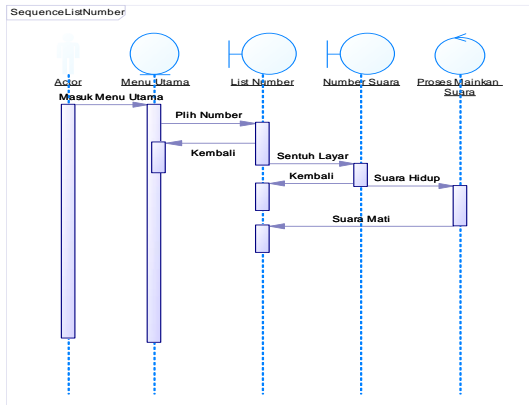 SequenceListNumber
Actor
Menu Utama
List Number
Number Suara
Proses Mainkan
Suara
Masuk Menu Utama
Plih Number
Kembali
Sentuh Layar
Kembali
Suara Hidup
Suara Mati